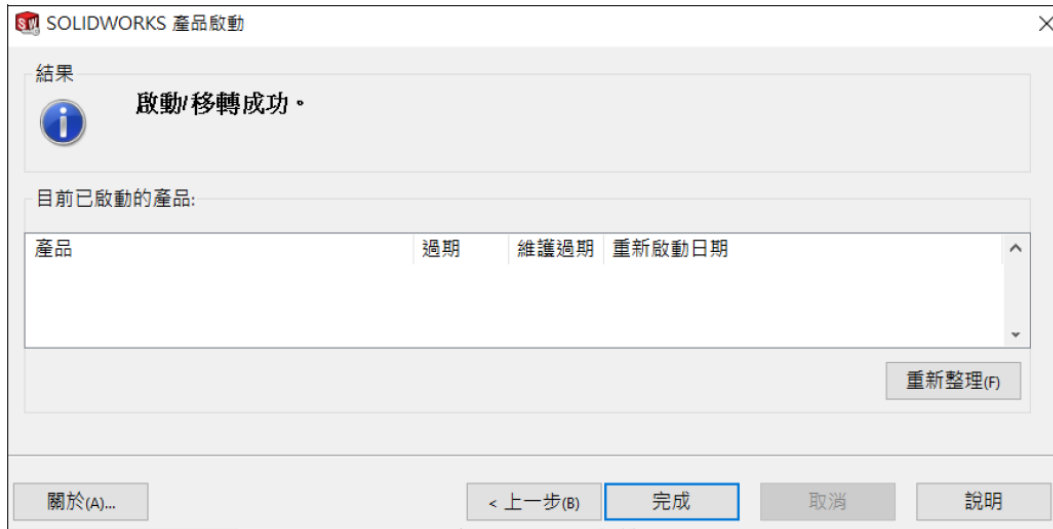 SOLIDWORKS 產品啟動
結果
啟動/移轉成功。
目前已啟動的產品:
產品 過期 維護過期 重新啟動日期
重新整理(F)
關於(A)... < 上一步(B) 完成 取消 說明